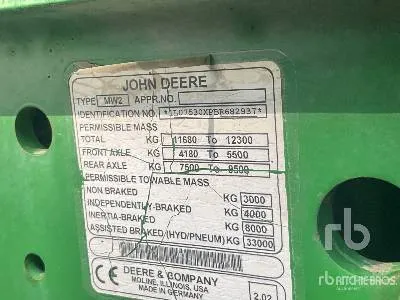 JOHN DEERE
TYPE MW2 APPR.NO.
IDENTIFICATION NO. *1L07530XPBR682937*
PERMISSIBLE MASS
TOTAL KG 11680 To 12300
FRONT AXLE KG 4180 To 5500
REAR AXLE KG 7500 To 9500
PERMISSIBLE TOWABLE MASS
NON BRAKED KG 3000
INDEPENDENTLY-BRAKED KG 4000
INERTIA-BRAKED KG 8000
ASSISTED BRAKED (HYD/PNEUM) KG 33000
CE DEERE & COMPANY
MOLINE, ILLINOIS, USA
MADE IN GERMANY 2.02
rb
rb RITCHIE BROS